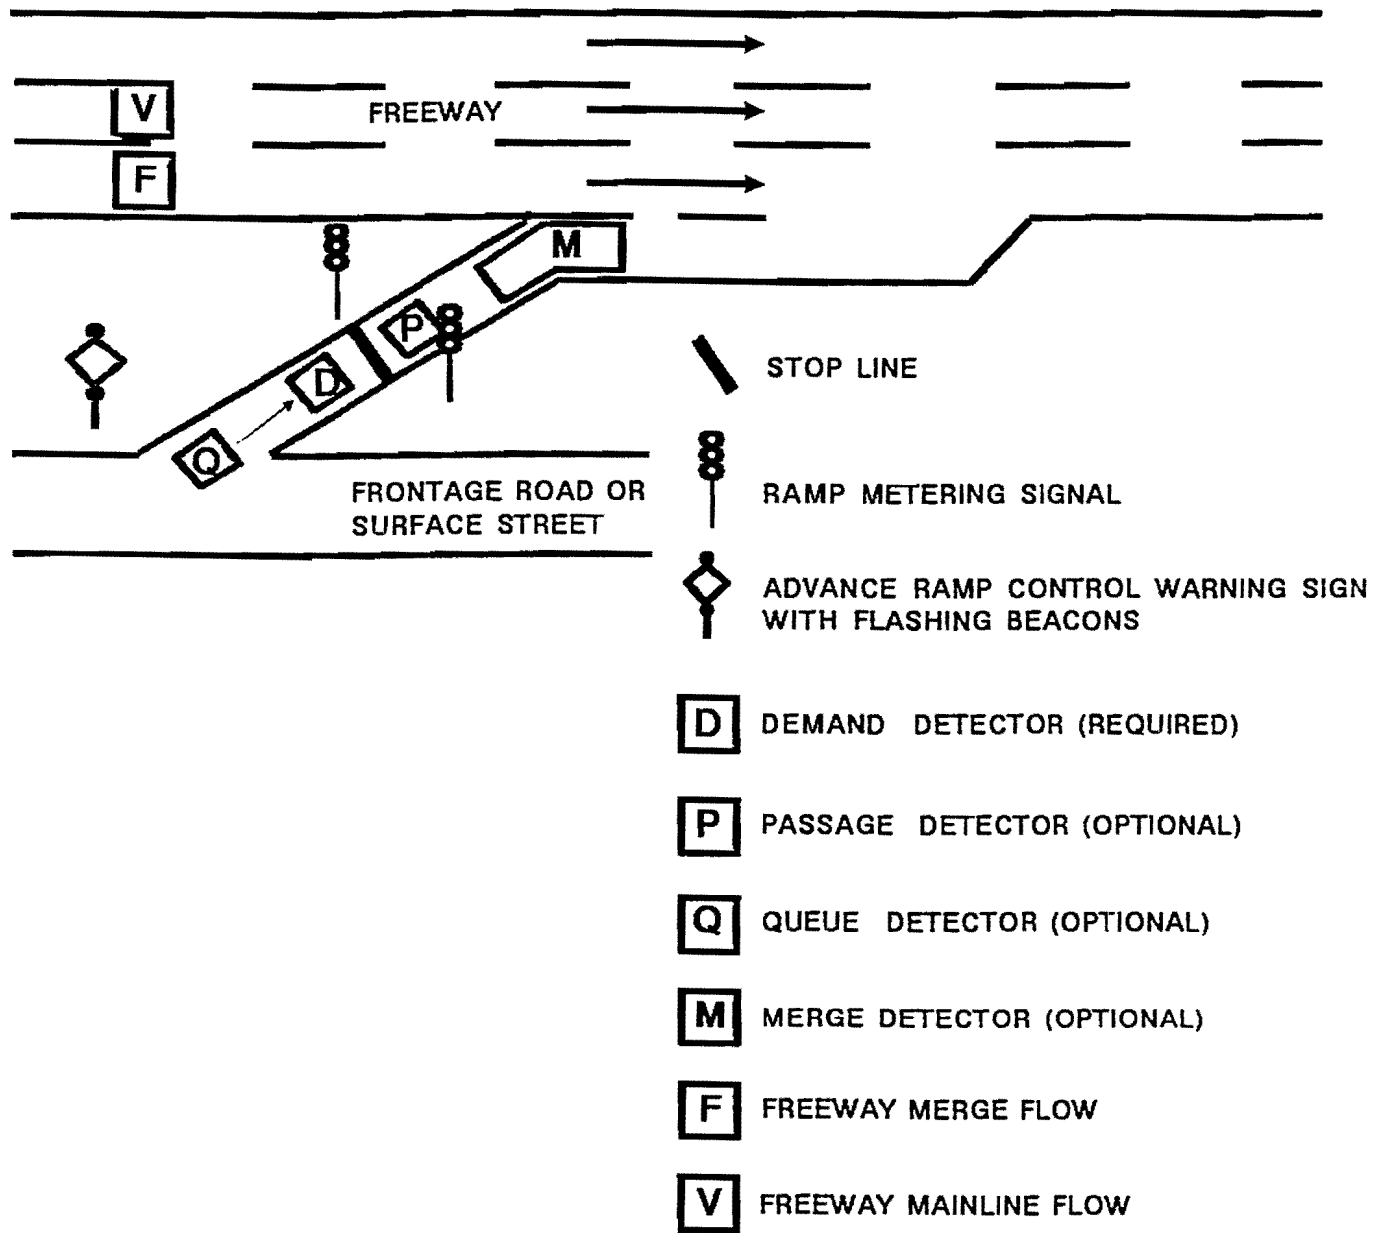 V
FREEWAY
F
M
P
D
Q
STOP LINE
FRONTAGE ROAD OR
SURFACE STREET
RAMP METERING SIGNAL
ADVANCE RAMP CONTROL WARNING SIGN
WITH FLASHING BEACONS
D DEMAND DETECTOR (REQUIRED)
P PASSAGE DETECTOR (OPTIONAL)
Q QUEUE DETECTOR (OPTIONAL)
M MERGE DETECTOR (OPTIONAL)
F FREEWAY MERGE FLOW
V FREEWAY MAINLINE FLOW